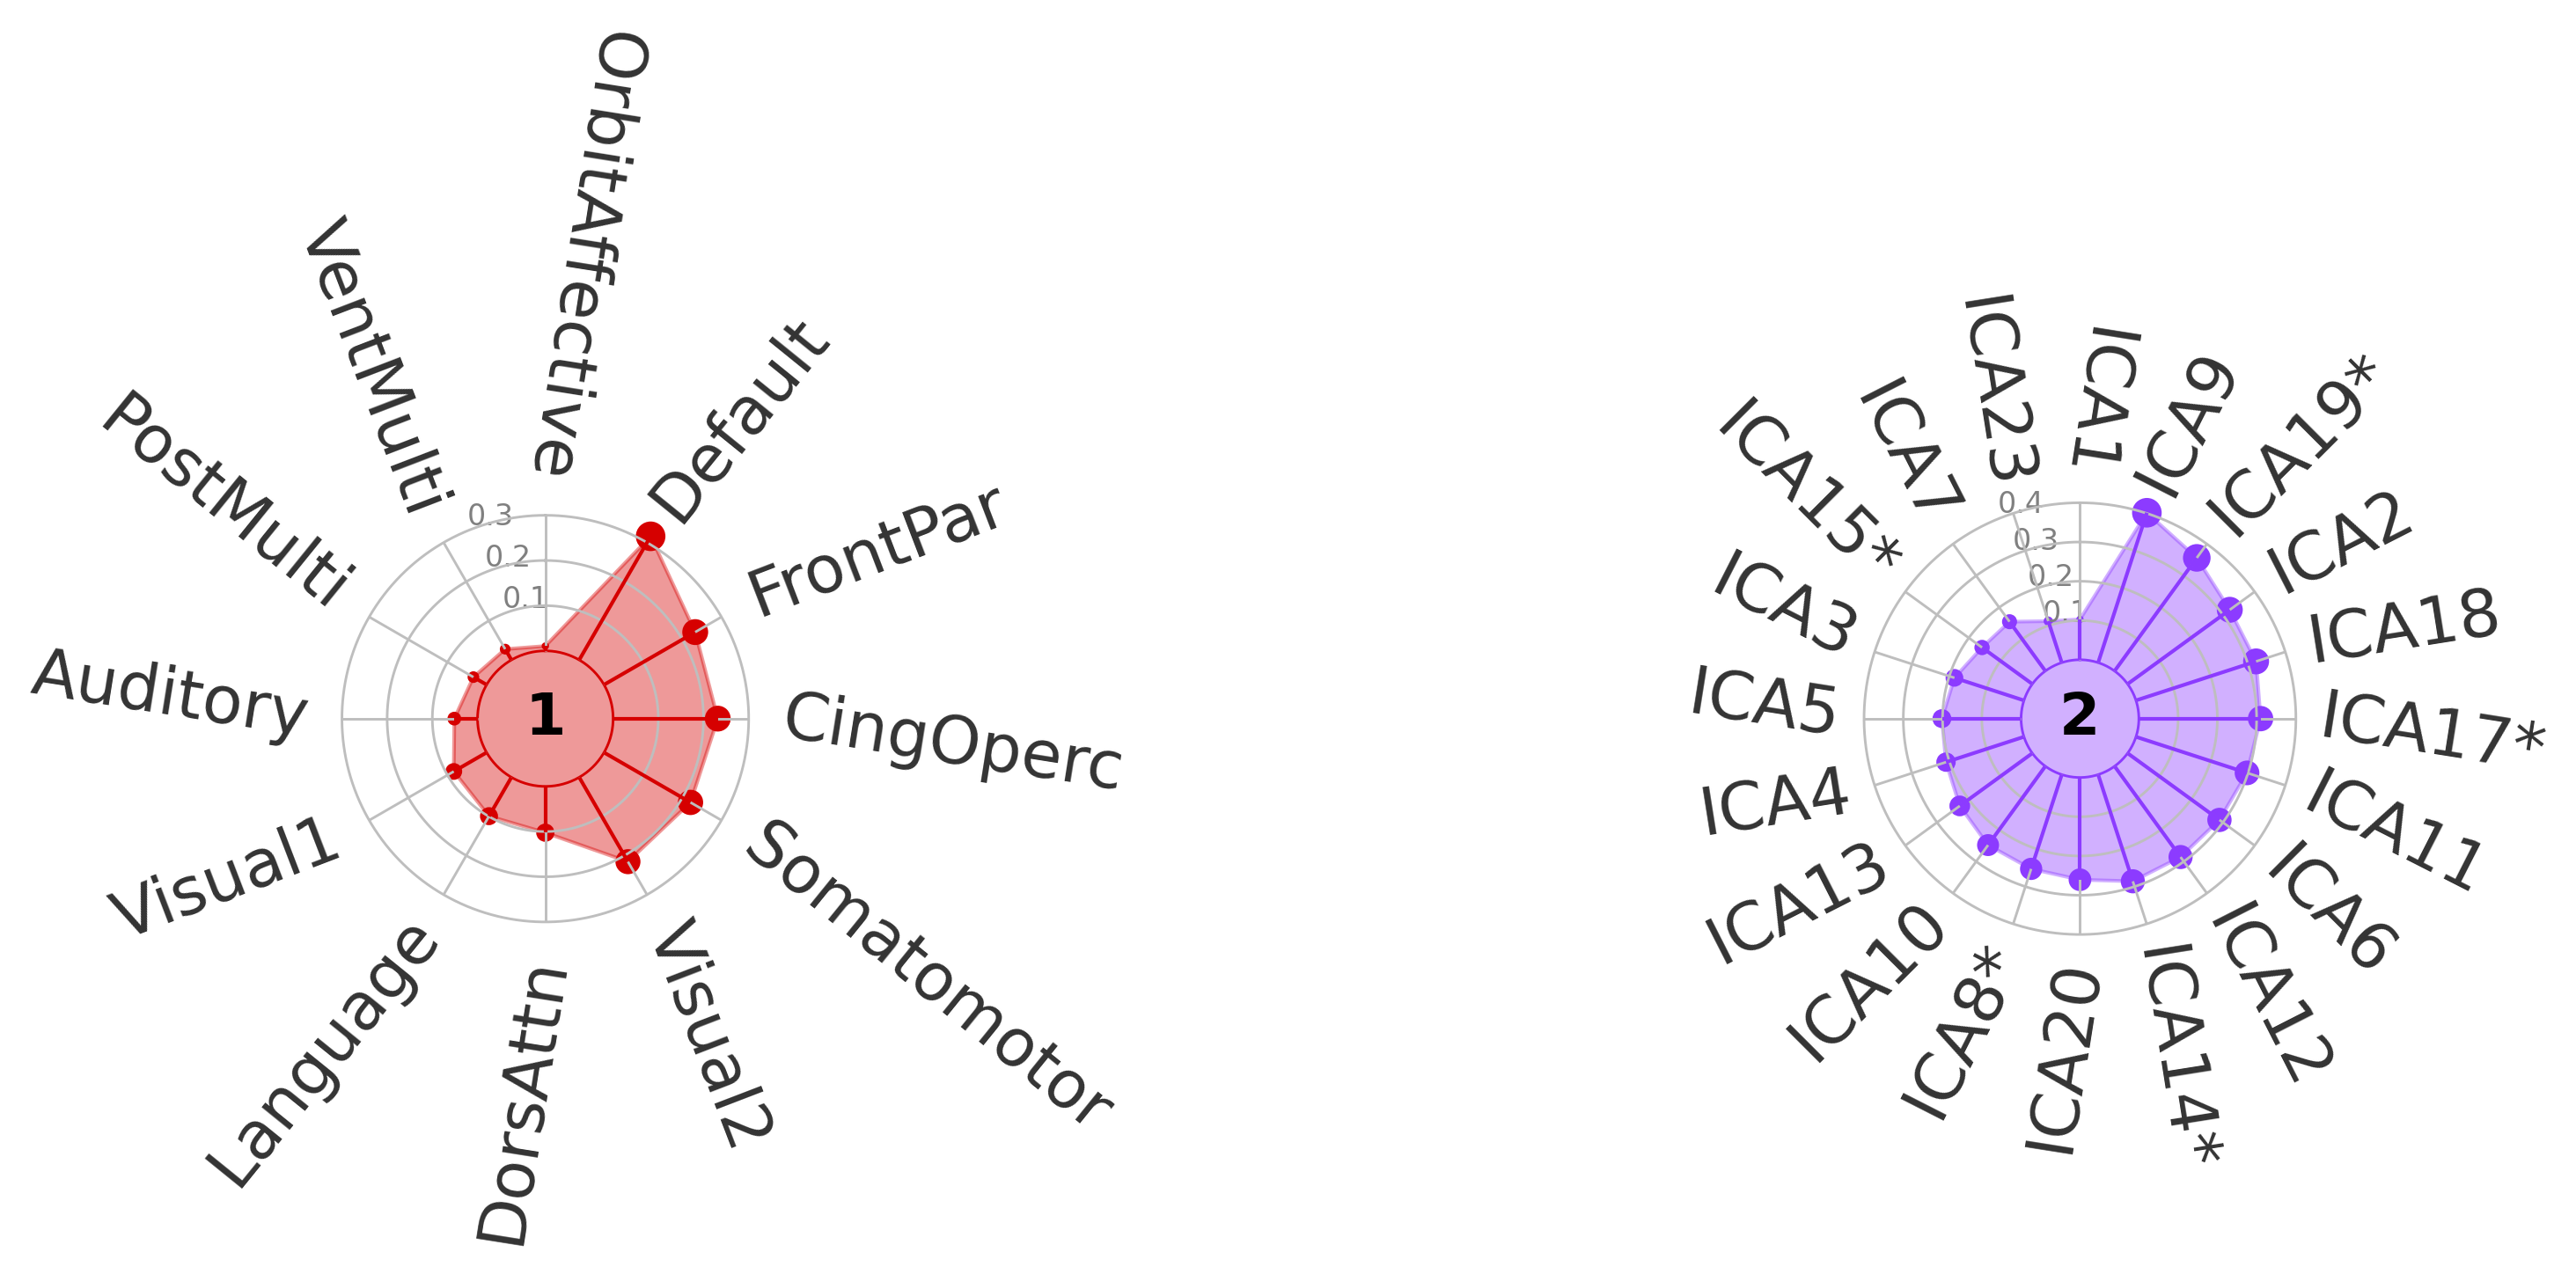 OrbitAffective
Default
FrontPar
CingOperc
Somatomotor
Visual2
DorsAttn
Language
Visual1
Auditory
PostMulti
VentMulti
0.3
0.2
0.1
1
ICA1
ICA9
ICA19*
ICA2
ICA18
ICA17*
ICA11
ICA6
ICA12
ICA14*
ICA20
ICA8*
ICA10
ICA13
ICA4
ICA5
ICA3
ICA15*
ICA7
ICA23
0.4
0.3
0.2
0.1
2